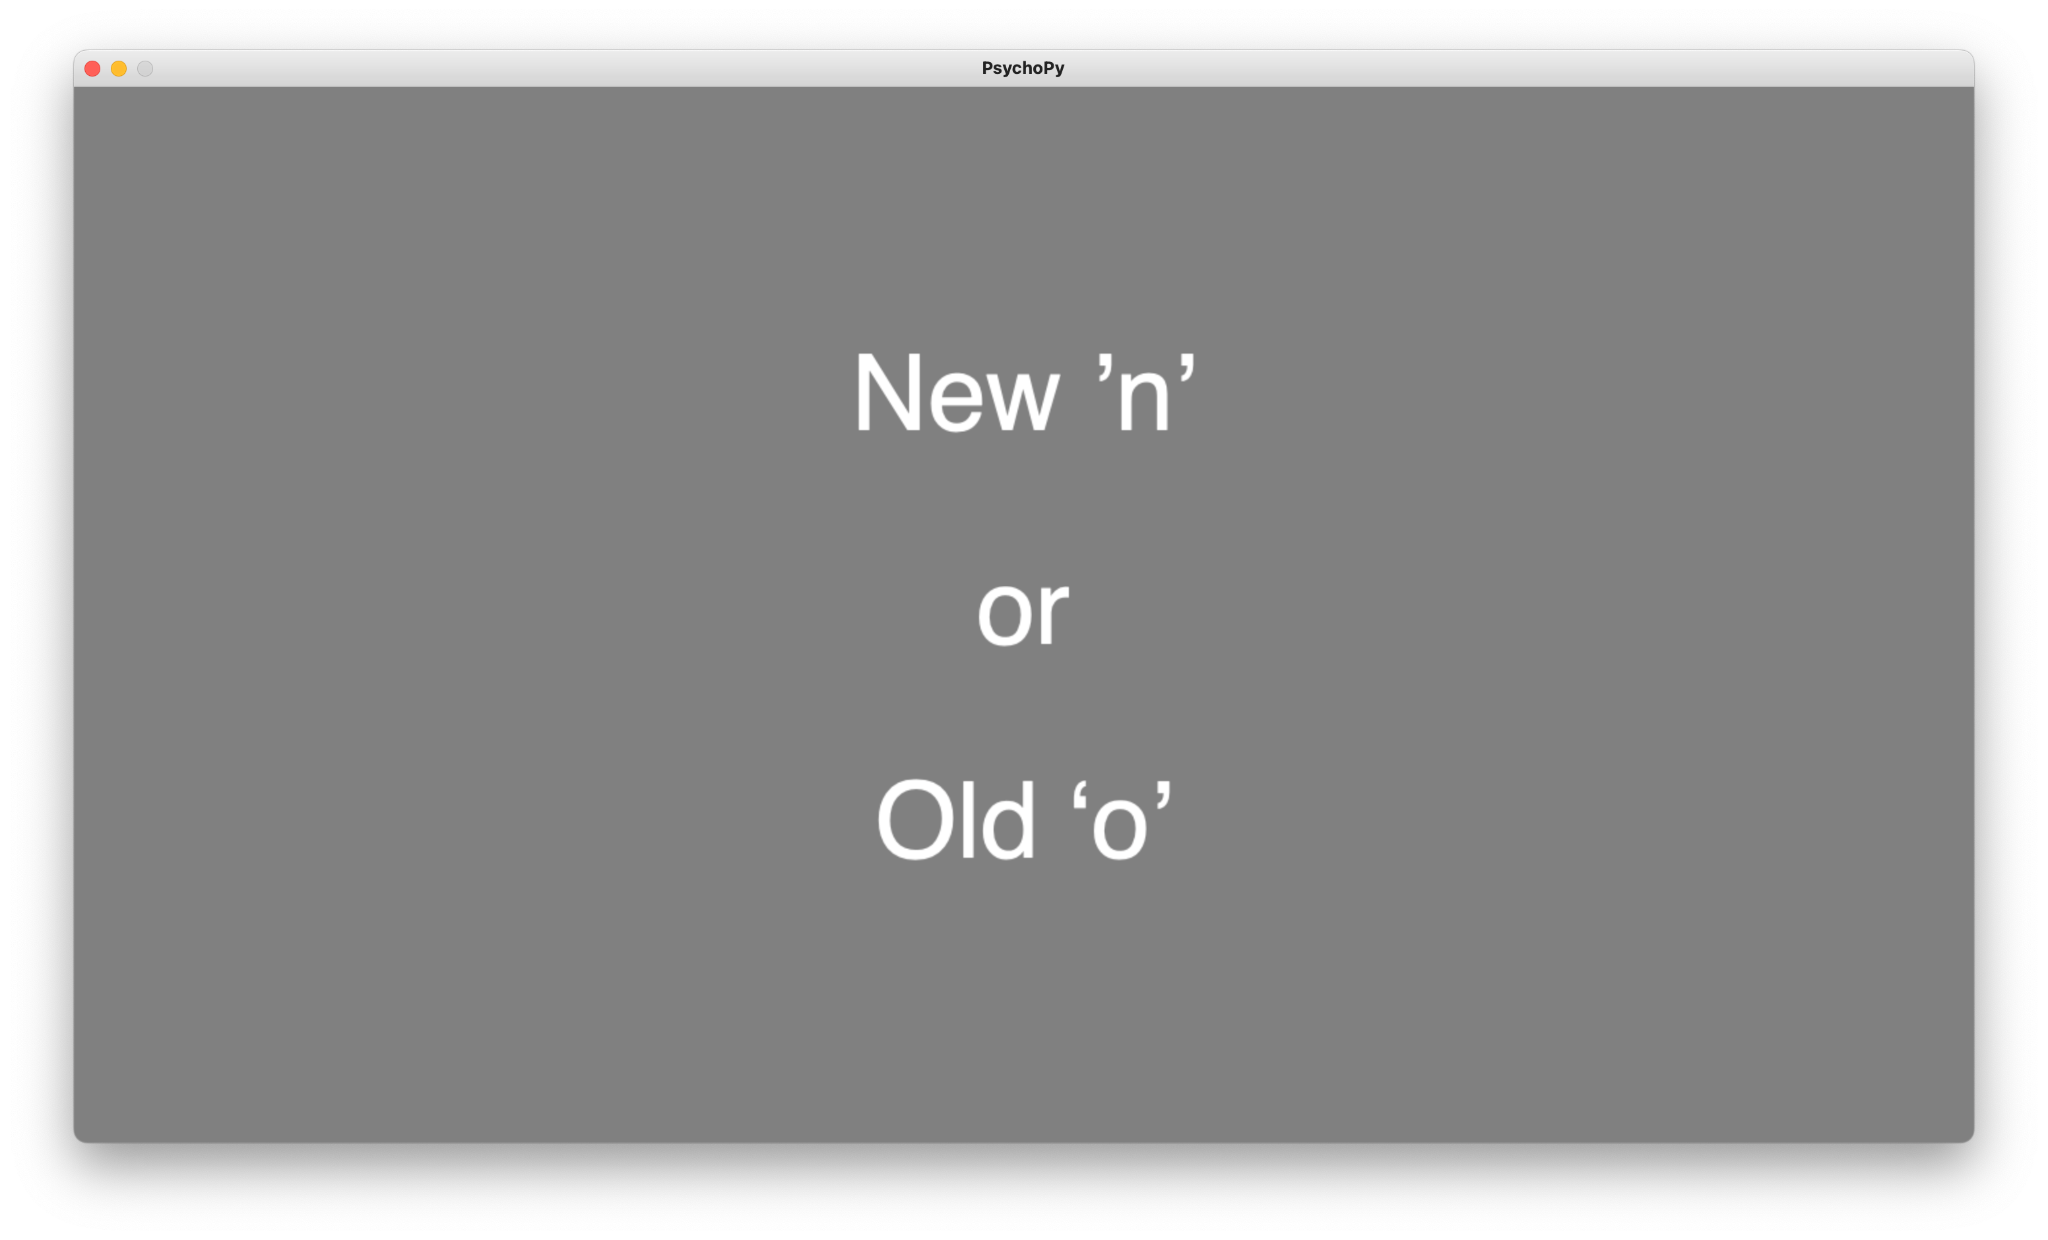 PsychoPy
New ’n’
or
Old ‘o’